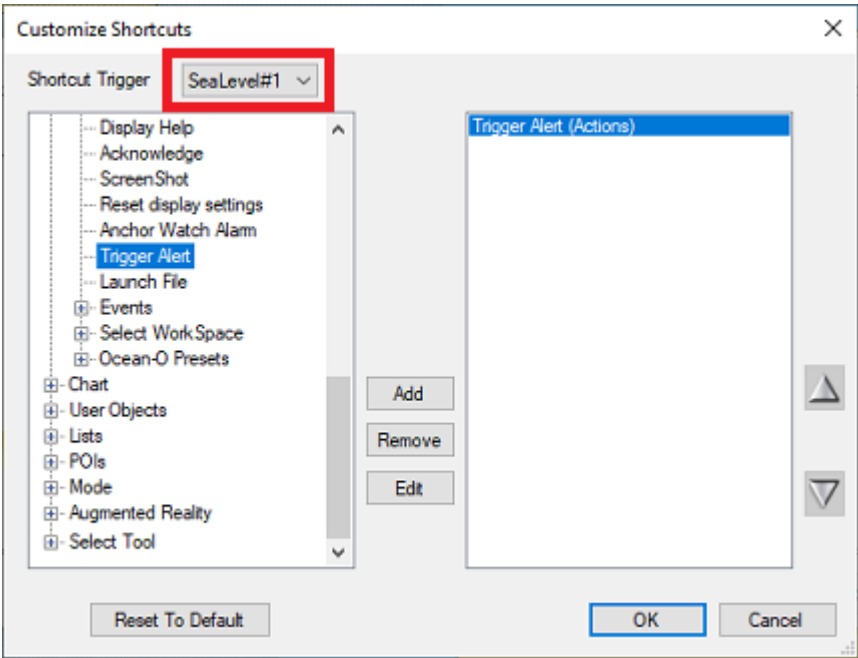 Customize Shortcuts
Shortcut Trigger
SeaLevel#1
Display Help
Acknowledge
ScreenShot
Reset display settings
Anchor Watch Alarm
Trigger Alert
Launch File
Events
Select WorkSpace
Ocean-O Presets
Chart
User Objects
Lists
POIs
Mode
Augmented Reality
Select Tool
Add
Remove
Edit
Trigger Alert (Actions)
Reset To Default
OK
Cancel